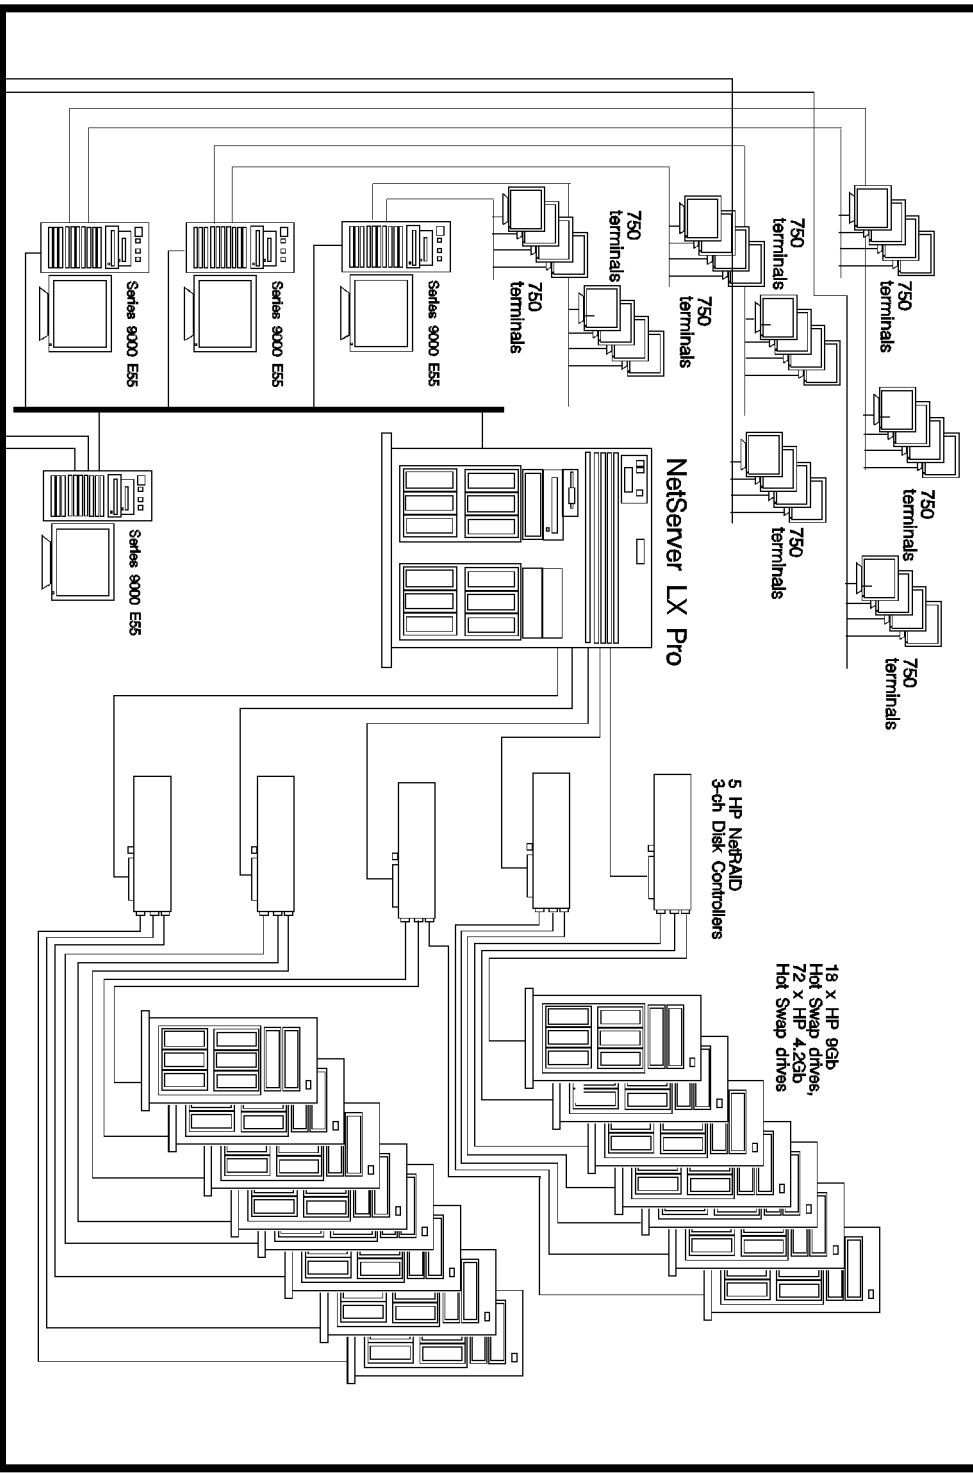 750
terminals
750
terminals
750
terminals
18 x HP 9Gb
Hot Swap drives,
72 x HP 4.2Gb
Hot Swap drives
750
terminals
750
terminals
5 HP NetRAID
3-ch Disk Controllers
750
terminals
NetServer LX Pro
750
terminals
750
terminals
Series 9000 E55
Series 9000 E55
Series 9000 E55
Series 9000 E55